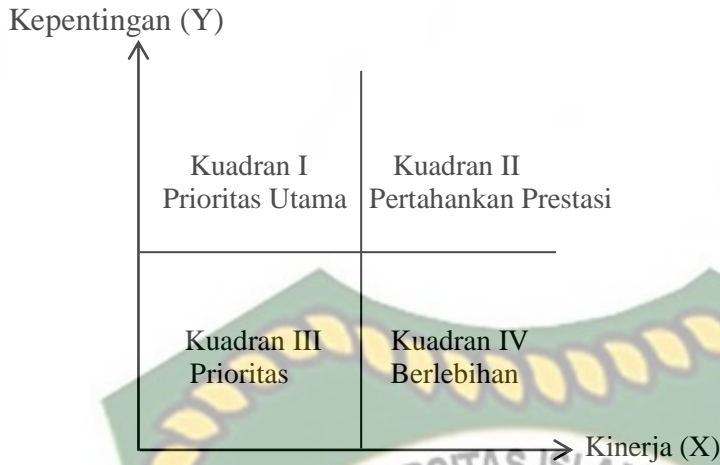 Kepentingan (Y)
Kuadran I
Prioritas Utama
Kuadran II
Pertahankan Prestasi
Kuadran III
Prioritas
Kuadran IV
Berlebihan
Kinerja (X)